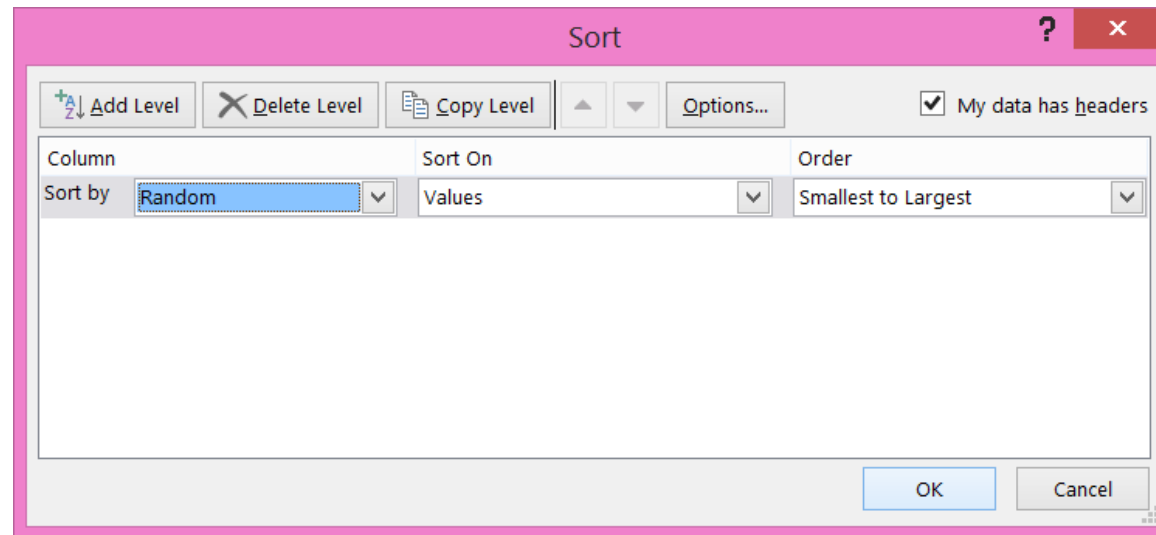 Sort ?
Add Level Delete Level Copy Level Options... My data has headers
Column Sort On Order
Sort by Random Values Smallest to Largest
OK Cancel